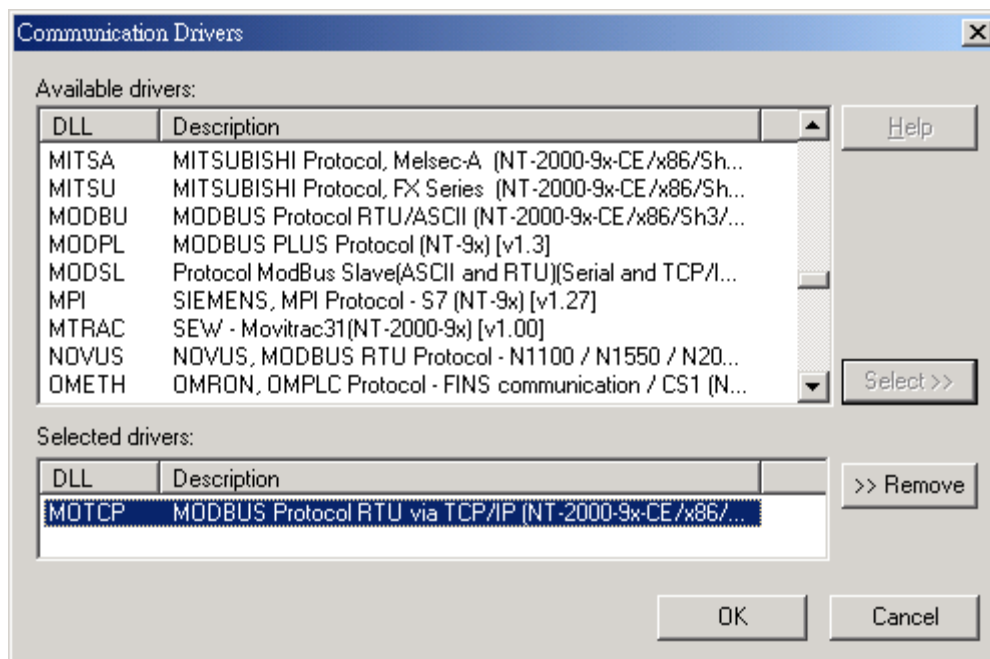 Communication Drivers
Available drivers:
DLL Description
Help
MITSA MITSUBISHI Protocol, Melsec-A (NT-2000-9x-CE/x86/Sh...
MITSU MITSUBISHI Protocol, FX Series (NT-2000-9x-CE/x86/Sh...
MODBU MODBUS Protocol RTU/ASCII (NT-2000-9x-CE/x86/Sh3/...
MODPL MODBUS PLUS Protocol (NT-9x) [v1.3]
MODSL Protocol ModBus Slave(ASCII and RTU)(Serial and TCP/I...
MPI SIEMENS, MPI Protocol - S7 (NT-9x) [v1.27]
MTRAC SEW - Movitrac31(NT-2000-9x) [v1.00]
NOVUS NOVUS, MODBUS RTU Protocol - N1100 / N1550 / N20...
OMETH OMRON, OMPLC Protocol - FINS communication / CS1 (N...
Select >>
Selected drivers:
DLL Description
>> Remove
MOTCP MODBUS Protocol RTU via TCP/IP (NT-2000-9x-CE/x86/...
OK Cancel